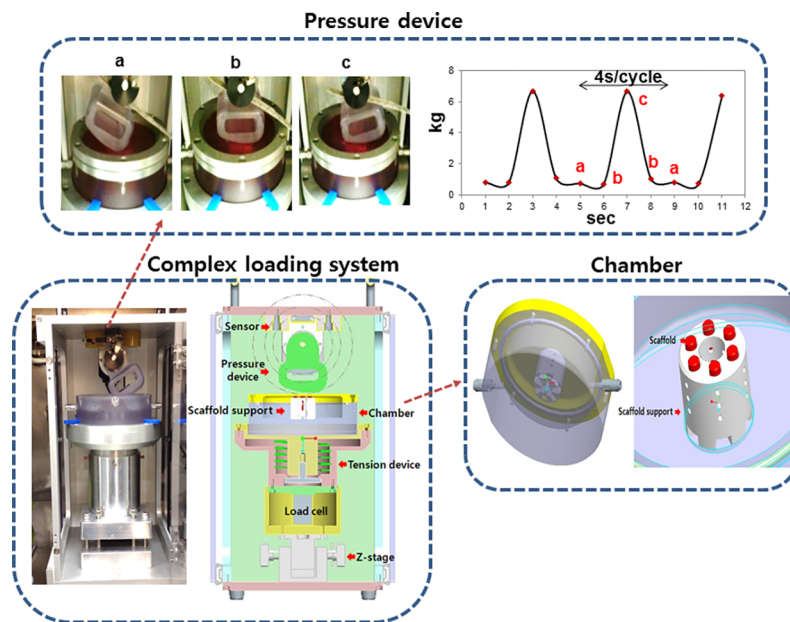 Pressure device
a b c
4s/cycle
8
6
4
2
0
kg
a b c b a
0 1 2 3 4 5 6 7 8 9 10 11 12
sec
Complex loading system
Sensor
Pressure
device
Scaffold support
Chamber
Tension device
Load cell
Z-stage
Chamber
Scaffold
Scaffold support